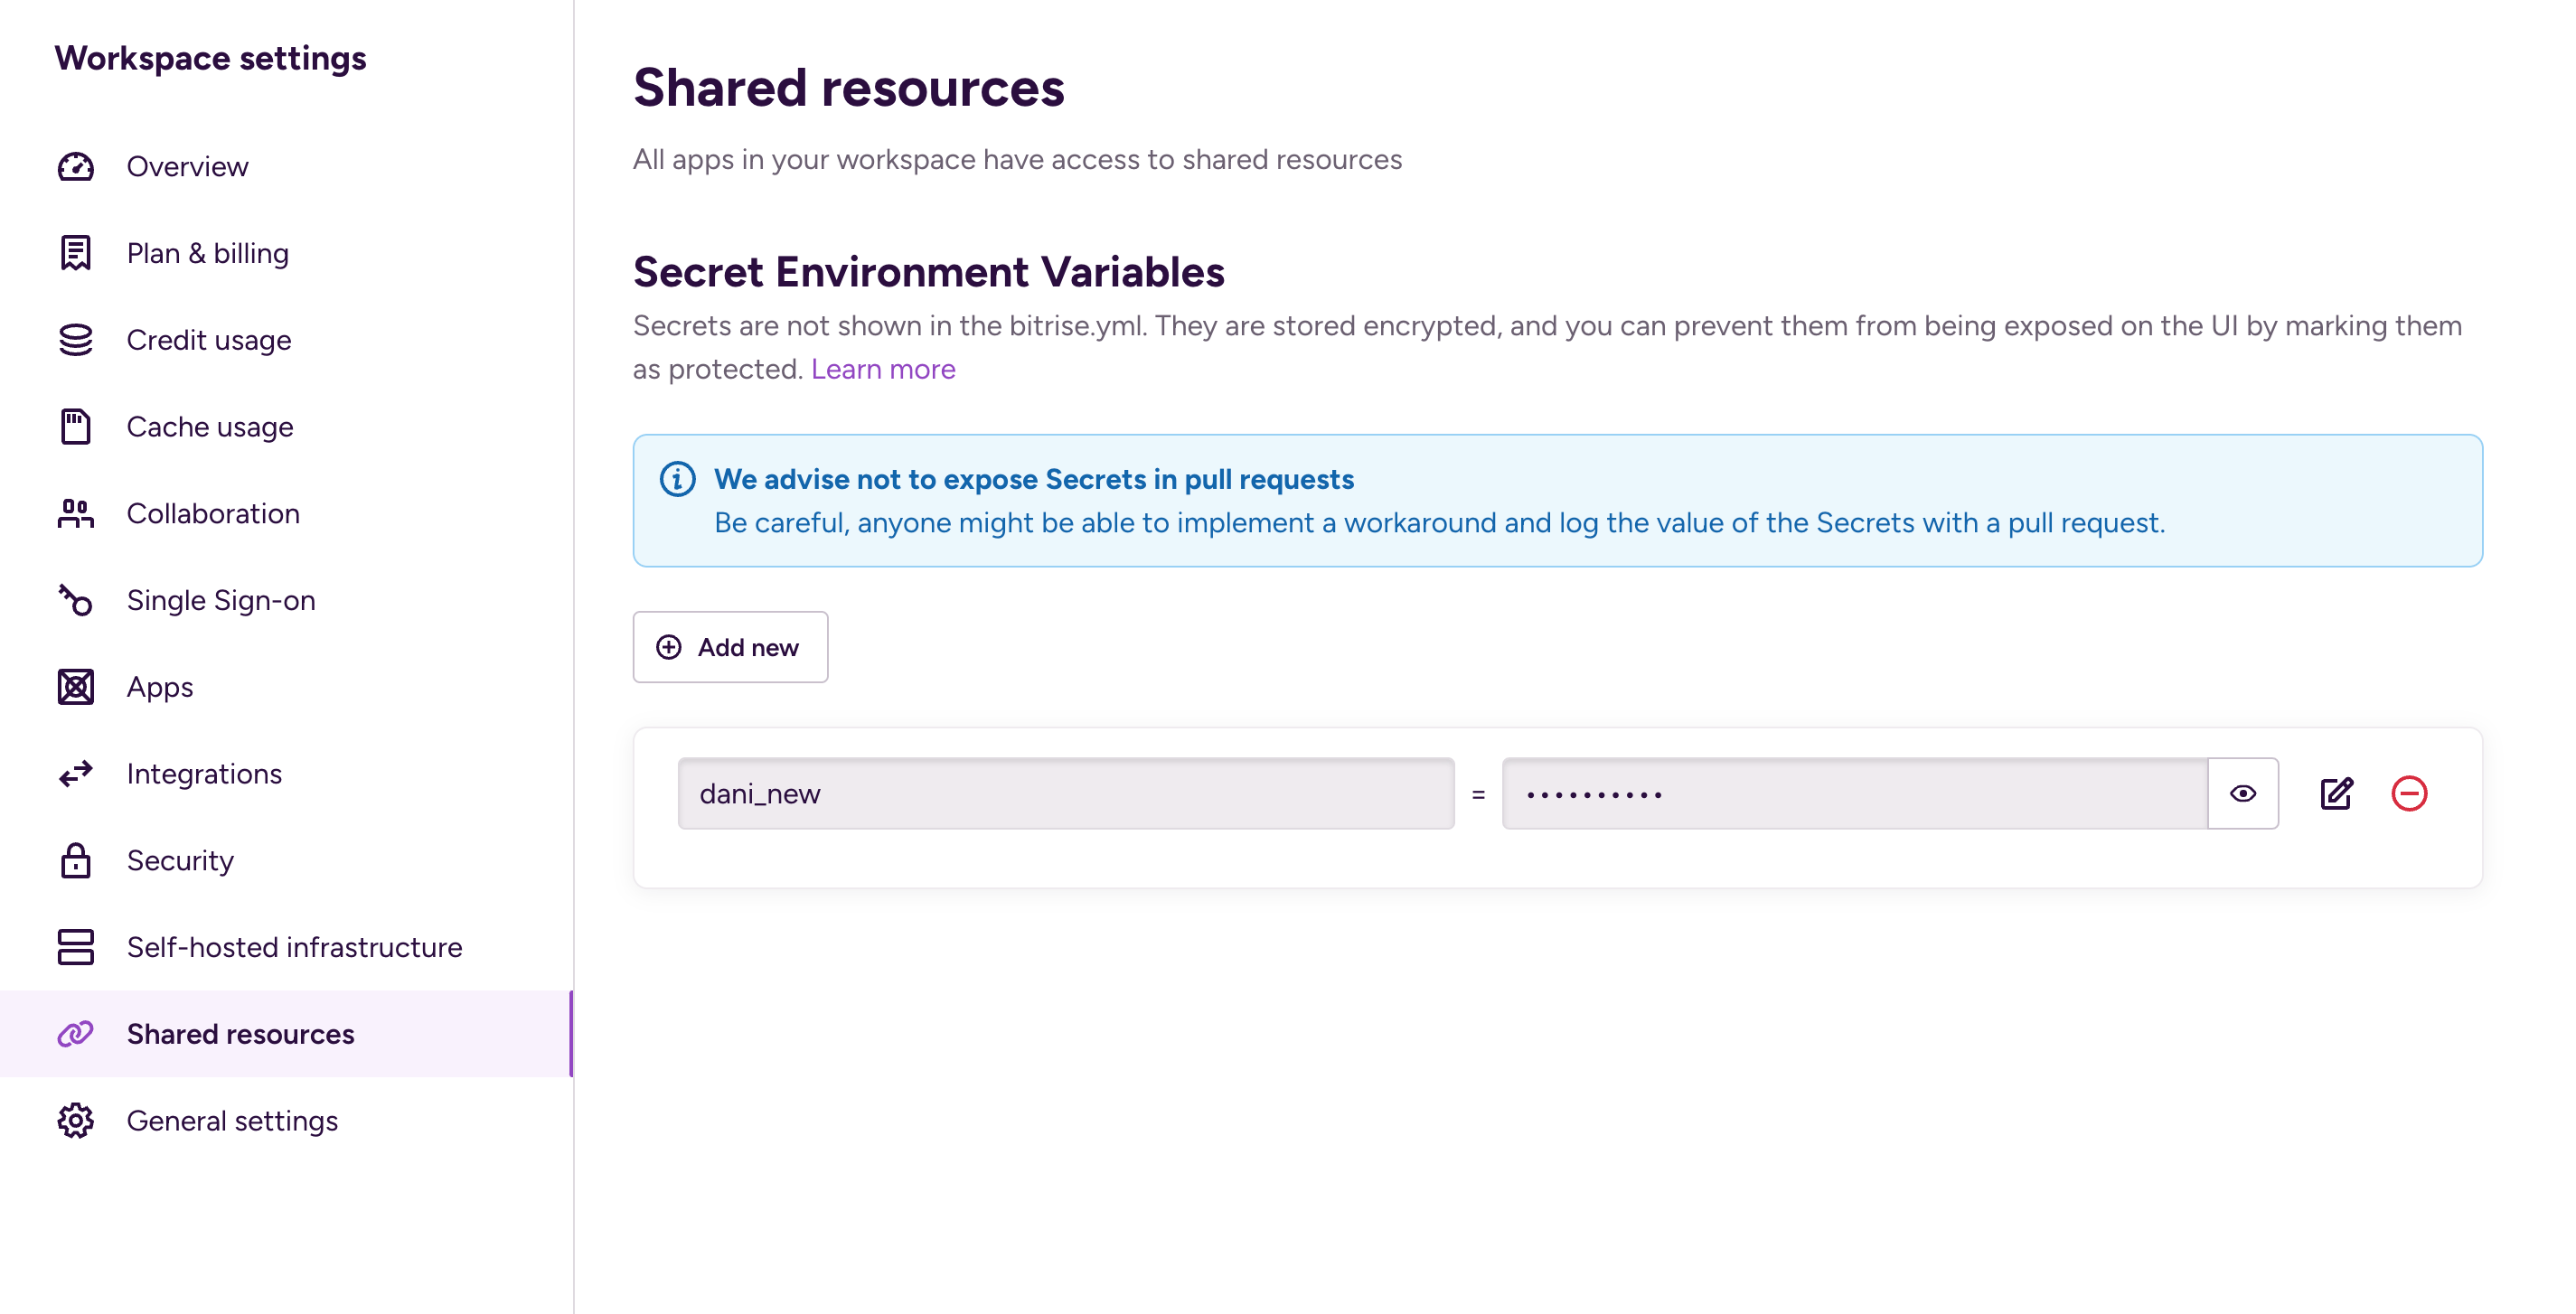 Workspace settings
Overview
Plan & billing
Credit usage
Cache usage
Collaboration
Single Sign-on
Apps
Integrations
Security
Self-hosted infrastructure
Shared resources
General settings
Shared resources
All apps in your workspace have access to shared resources
Secret Environment Variables
Secrets are not shown in the bitrise.yml. They are stored encrypted, and you can prevent them from being exposed on the UI by marking them
as protected. Learn more
We advise not to expose Secrets in pull requests
Be careful, anyone might be able to implement a workaround and log the value of the Secrets with a pull request.
Add new
dani_new = ••••••••••